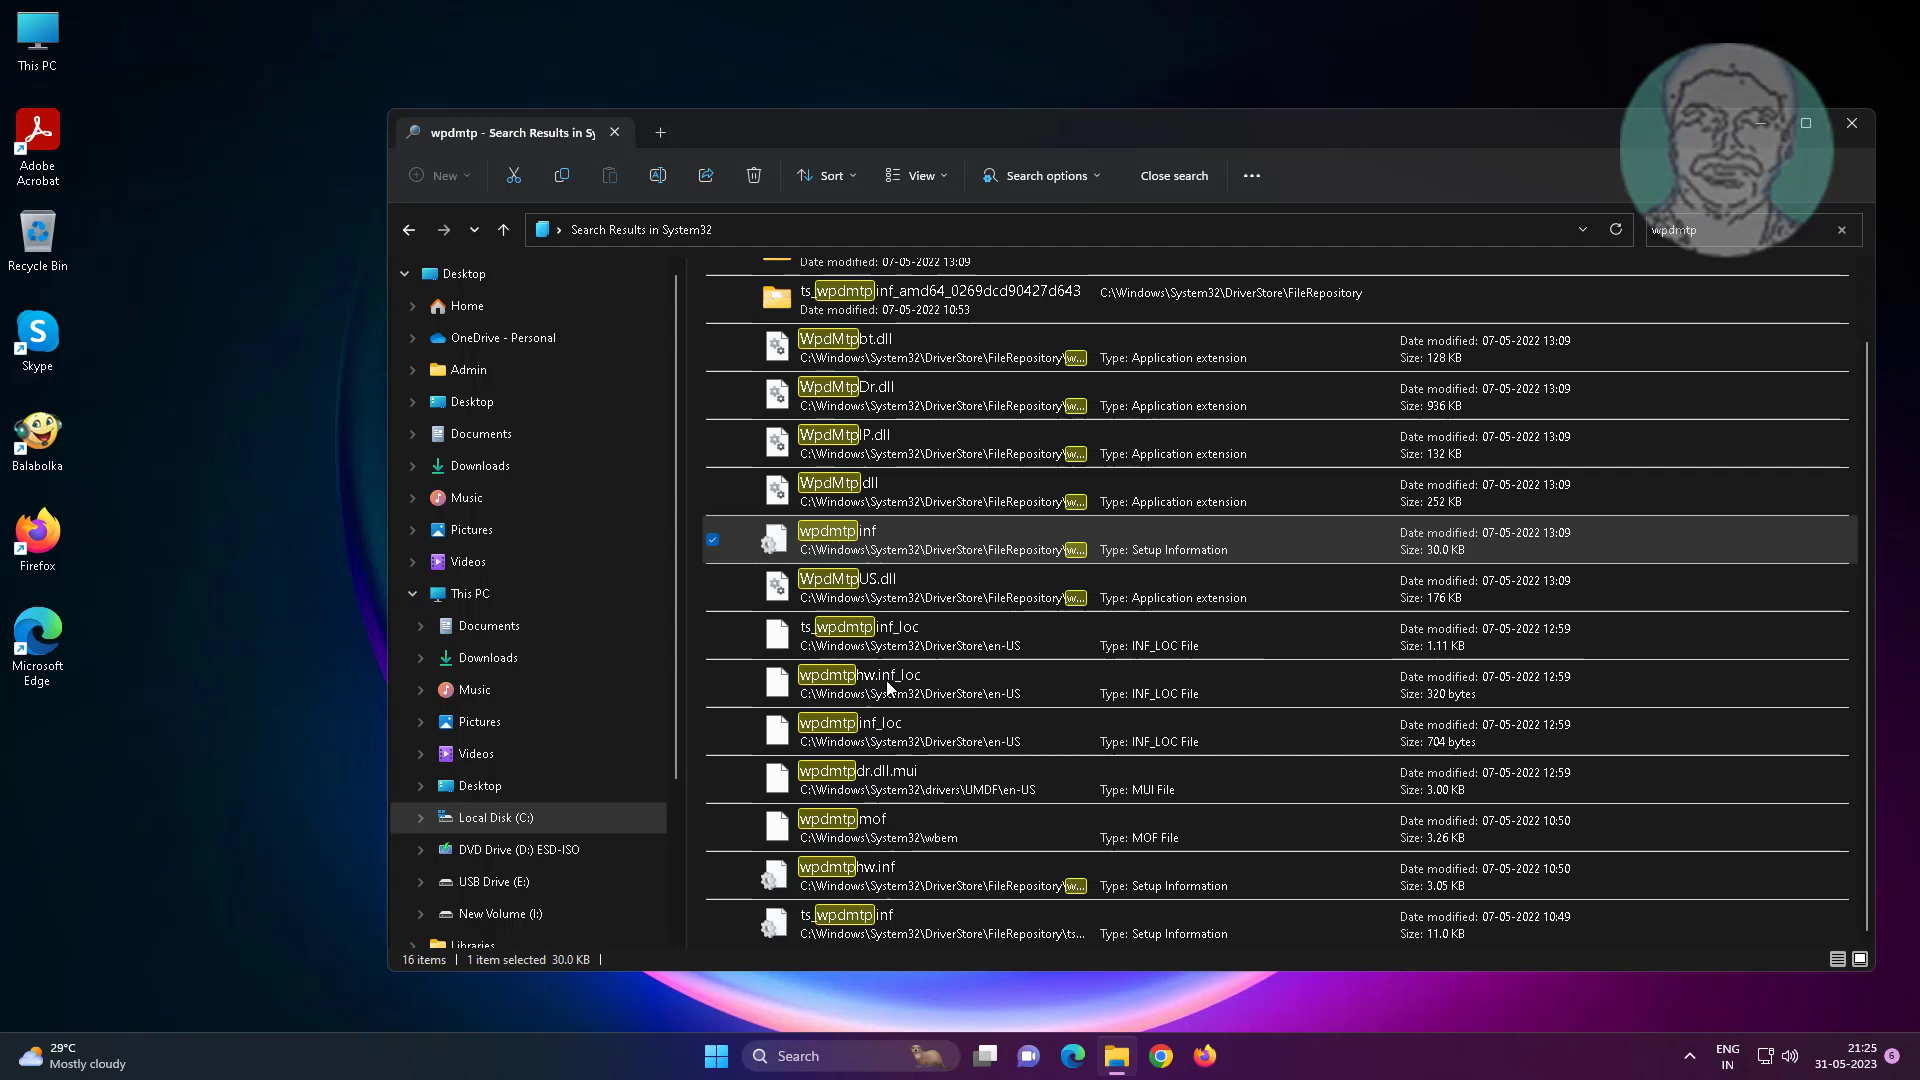 This PC
Adobe
Acrobat
Recycle Bin
Skype
Balabolka
Firefox
Microsoft
Edge
wpdmtp - Search Results in Sy
New
Sort
View
Search options
Close search
Search Results in System32
wpdmtp
Desktop
Home
OneDrive - Personal
Admin
Desktop
Documents
Downloads
Music
Pictures
Videos
This PC
Documents
Downloads
Music
Pictures
Videos
Desktop
Local Disk (C:)
DVD Drive (D:) ESD-ISO
USB Drive (E:)
New Volume (I:)
Libraries
Date modified: 07-05-2022 13:09
ts_wpdmtp.inf_amd64_0269dcd90427d643 C:\Windows\System32\DriverStore\FileRepository
Date modified: 07-05-2022 10:53
WpdMtpbt.dll Date modified: 07-05-2022 13:09
C:\Windows\System32\DriverStore\FileRepository\w... Type: Application extension Size: 128 KB
WpdMtpDr.dll Date modified: 07-05-2022 13:09
C:\Windows\System32\DriverStore\FileRepository\w... Type: Application extension Size: 936 KB
WpdMtpIP.dll Date modified: 07-05-2022 13:09
C:\Windows\System32\DriverStore\FileRepository\w... Type: Application extension Size: 132 KB
WpdMtp.dll Date modified: 07-05-2022 13:09
C:\Windows\System32\DriverStore\FileRepository\w... Type: Application extension Size: 252 KB
wpdmtp.inf Date modified: 07-05-2022 13:09
C:\Windows\System32\DriverStore\FileRepository\w... Type: Setup Information Size: 30.0 KB
WpdMtpUS.dll Date modified: 07-05-2022 13:09
C:\Windows\System32\DriverStore\FileRepository\w... Type: Application extension Size: 176 KB
ts_wpdmtp.inf_loc Date modified: 07-05-2022 12:59
C:\Windows\System32\DriverStore\en-US Type: INF_LOC File Size: 1.11 KB
wpdmtphw.inf_loc Date modified: 07-05-2022 12:59
C:\Windows\System32\DriverStore\en-US Type: INF_LOC File Size: 320 bytes
wpdmtp.inf_loc Date modified: 07-05-2022 12:59
C:\Windows\System32\DriverStore\en-US Type: INF_LOC File Size: 704 bytes
wpdmtpdr.dll.mui Date modified: 07-05-2022 12:59
C:\Windows\System32\drivers\UMDF\en-US Type: MUI File Size: 3.00 KB
wpdmtp.mof Date modified: 07-05-2022 10:50
C:\Windows\System32\wbem Type: MOF File Size: 3.26 KB
wpdmtphw.inf Date modified: 07-05-2022 10:50
C:\Windows\System32\DriverStore\FileRepository\w... Type: Setup Information Size: 3.05 KB
ts_wpdmtp.inf Date modified: 07-05-2022 10:49
C:\Windows\System32\DriverStore\FileRepository\ts... Type: Setup Information Size: 11.0 KB
16 items 1 item selected 30.0 KB
29°C
Mostly cloudy
Search
ENG
IN
21:25
31-05-2023
6